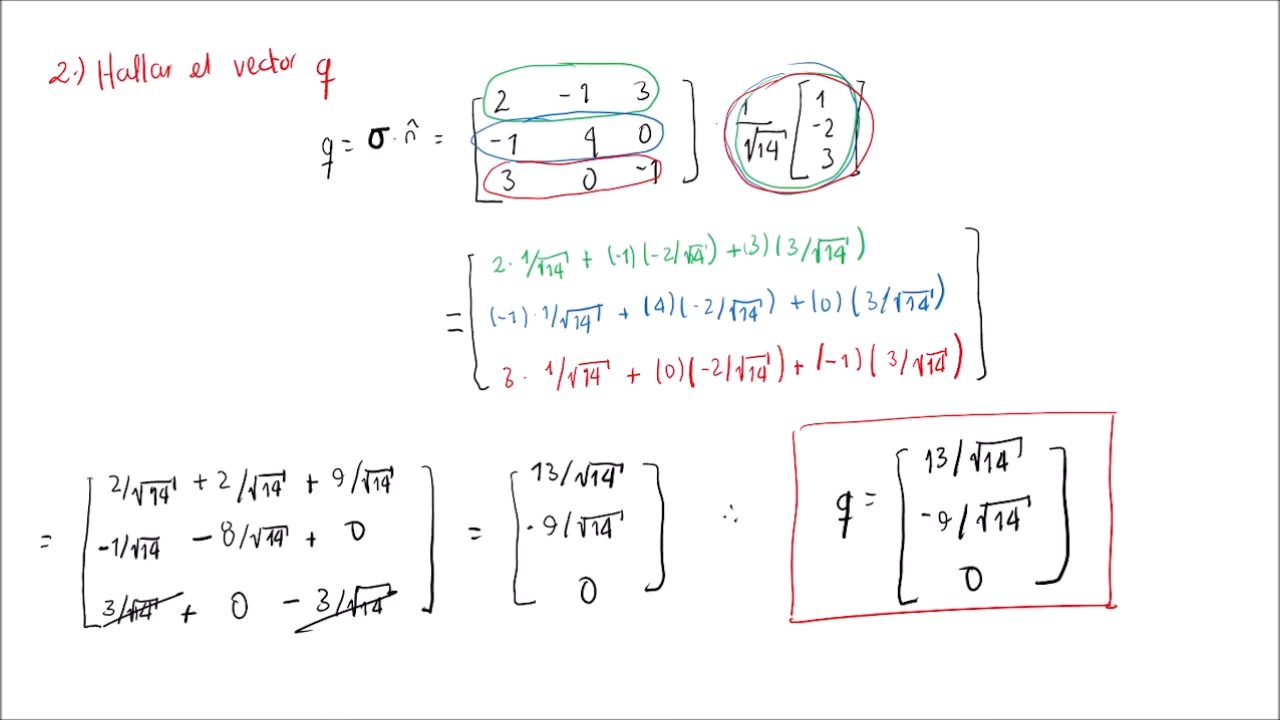 2.) Hallar el vector q
q = σ · n̂ = [2 -1 3; -1 4 0; 3 0 -1] · [1/√14 [1; -2; 3]]
= [2 · 1/√14 + (-1)(-2/√14) + (3)(3/√14)
(-1) · 1/√14 + (4)(-2/√14) + (0)(3/√14)
3 · 1/√14 + (0)(-2/√14) + (-1)(3/√14)]
= [2/√14 + 2/√14 + 9/√14; -1/√14 - 8/√14 + 0; 3/√14 + 0 - 3/√14] = [13/√14; -9/√14; 0] ∴ q = [13/√14; -9/√14; 0]